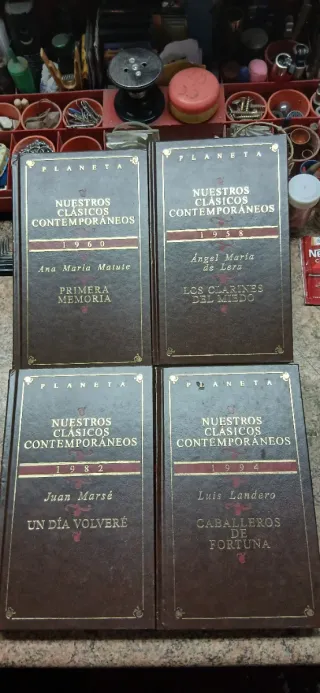 PLANETA
NUESTROS
CLÁSICOS
CONTEMPORÁNEOS
1960
Ana María Matute
PRIMERA
MEMORIA
PLANETA
NUESTROS
CLÁSICOS
CONTEMPORÁNEOS
1958
Ángel María
de Lera
LOS CLARINES
DEL MIEDO
PLANETA
NUESTROS
CLÁSICOS
CONTEMPORÁNEOS
1982
Juan Marsé
UN DÍA VOLVERÉ
PLANETA
NUESTROS
CLÁSICOS
CONTEMPORÁNEOS
1994
Luis Landero
CABALLEROS
DE
FORTUNA